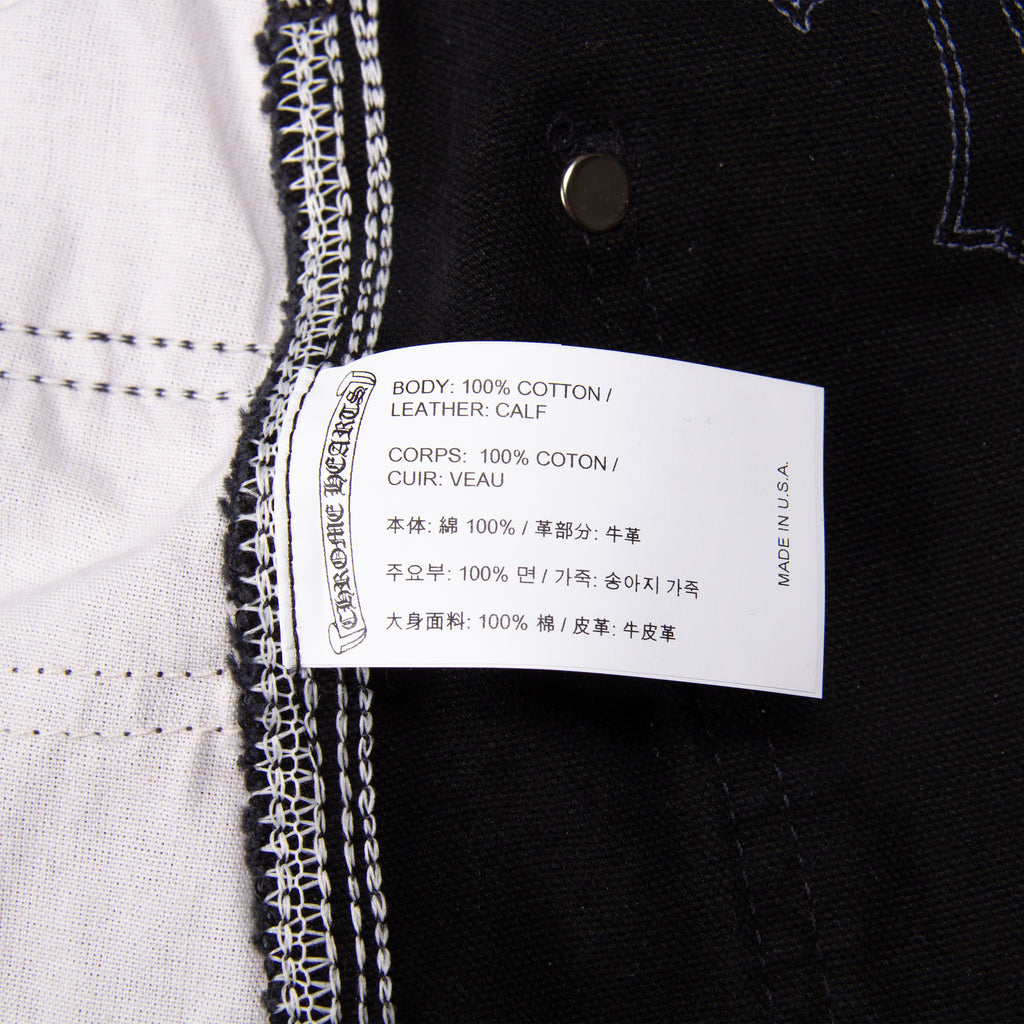 CHROME HEARTS
BODY: 100% COTTON /
LEATHER: CALF
CORPS: 100% COTON /
CUIR: VEAU
本体: 綿 100% / 革部分: 牛革
주요부: 100% 면 / 가죽: 송아지 가죽
大身面料: 100% 棉 / 皮革: 牛皮革
MADE IN U.S.A.